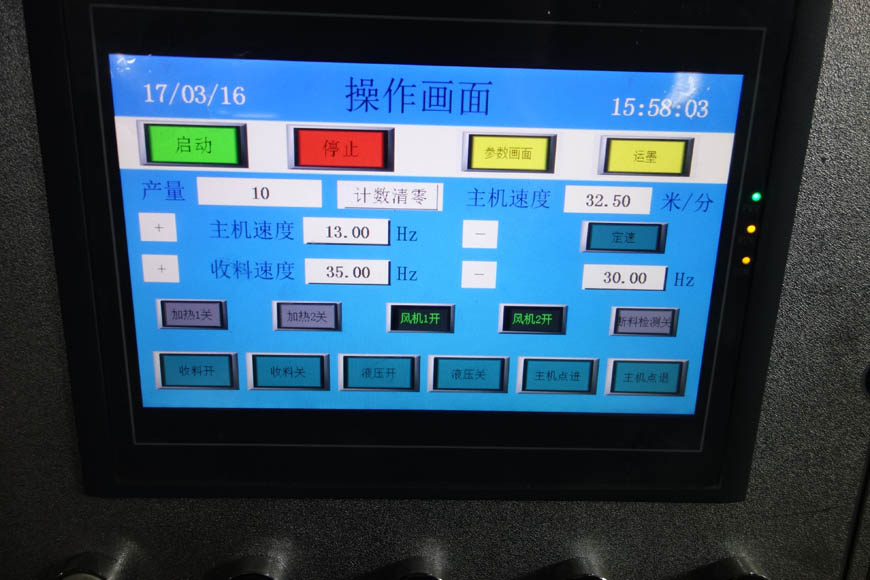 17/03/16 操作画面 15:58:03
启动 停止 参数画面 运墨
产量 10 计数清零 主机速度 32.50 米/分
+ 主机速度 13.00 Hz − 定速
+ 收料速度 35.00 Hz − 30.00 Hz
加热1关 加热2关 风机1开 风机2开 断料检测关
收料开 收料关 液压开 液压关 主机点进 主机点退